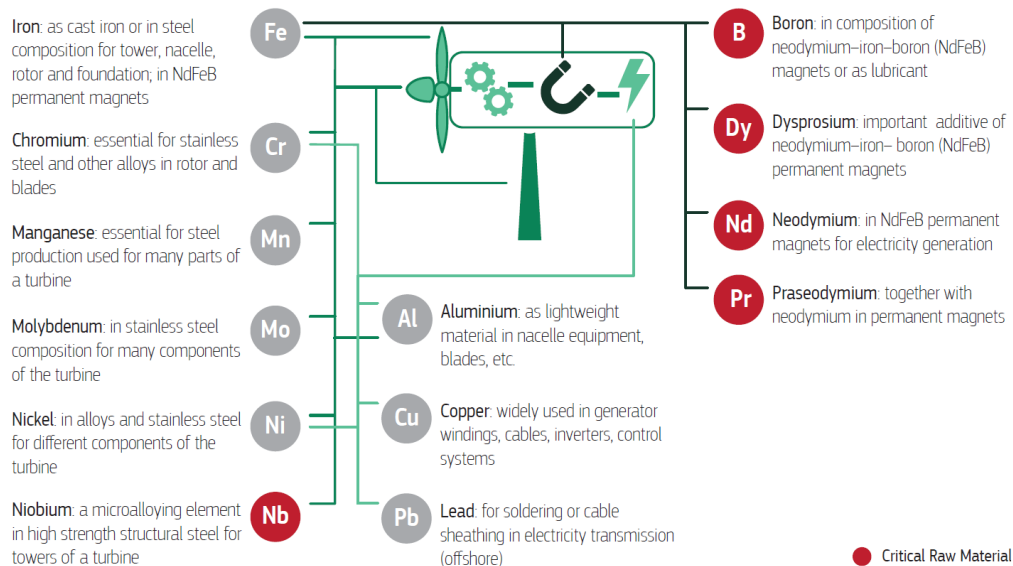 Iron: as cast iron or in steel
composition for tower, nacelle,
rotor and foundation; in NdFeB
permanent magnets
Fe
Chromium: essential for stainless
steel and other alloys in rotor and
blades
Cr
Manganese: essential for steel
production used for many parts of
a turbine
Mn
Molybdenum: in stainless steel
composition for many components
of the turbine
Mo
Nickel: in alloys and stainless steel
for different components of the
turbine
Ni
Niobium: a microalloying element
in high strength structural steel for
towers of a turbine
Nb
Al
Aluminium: as lightweight
material in nacelle equipment,
blades, etc.
Cu
Copper: widely used in generator
windings, cables, inverters, control
systems
Pb
Lead: for soldering or cable
sheathing in electricity transmission
(offshore)
B
Boron: in composition of
neodymium–iron–boron (NdFeB)
magnets or as lubricant
Dy
Dysprosium: important additive of
neodymium–iron– boron (NdFeB)
permanent magnets
Nd
Neodymium: in NdFeB permanent
magnets for electricity generation
Pr
Praseodymium: together with
neodymium in permanent magnets
Critical Raw Material